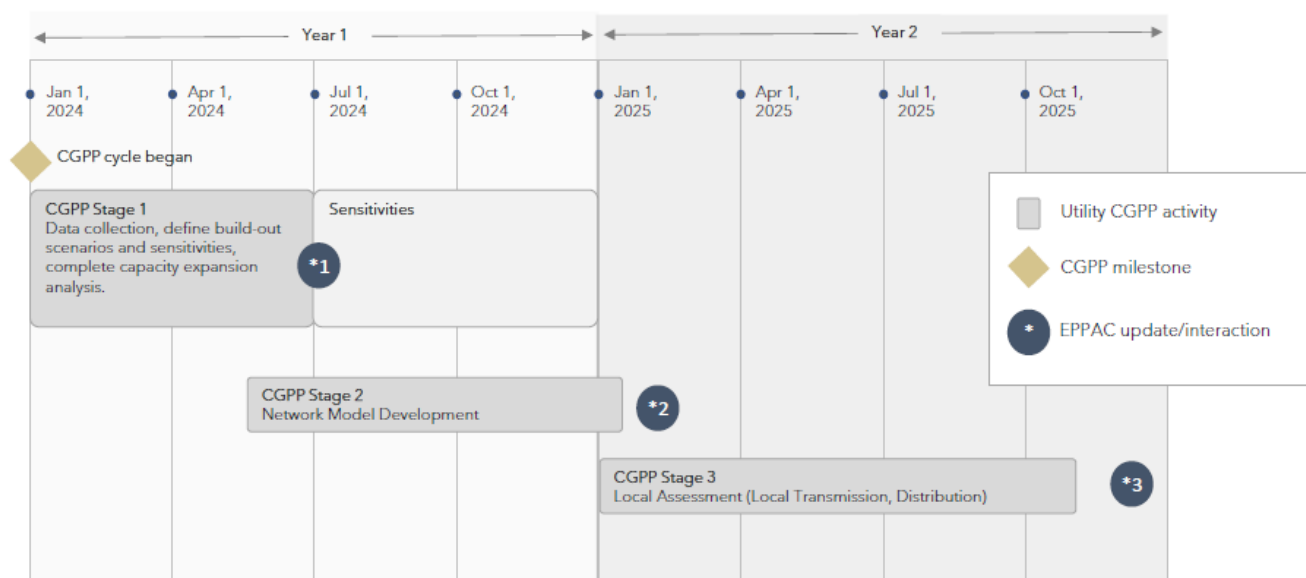 Year 1
Year 2
Jan 1,
2024
Apr 1,
2024
Jul 1,
2024
Oct 1,
2024
Jan 1,
2025
Apr 1,
2025
Jul 1,
2025
Oct 1,
2025
CGPP cycle began
CGPP Stage 1
Data collection, define build-out
scenarios and sensitivities,
complete capacity expansion
analysis.
*1
Sensitivities
Utility CGPP activity
CGPP milestone
*
EPPAC update/interaction
CGPP Stage 2
Network Model Development
*2
CGPP Stage 3
Local Assessment (Local Transmission, Distribution)
*3